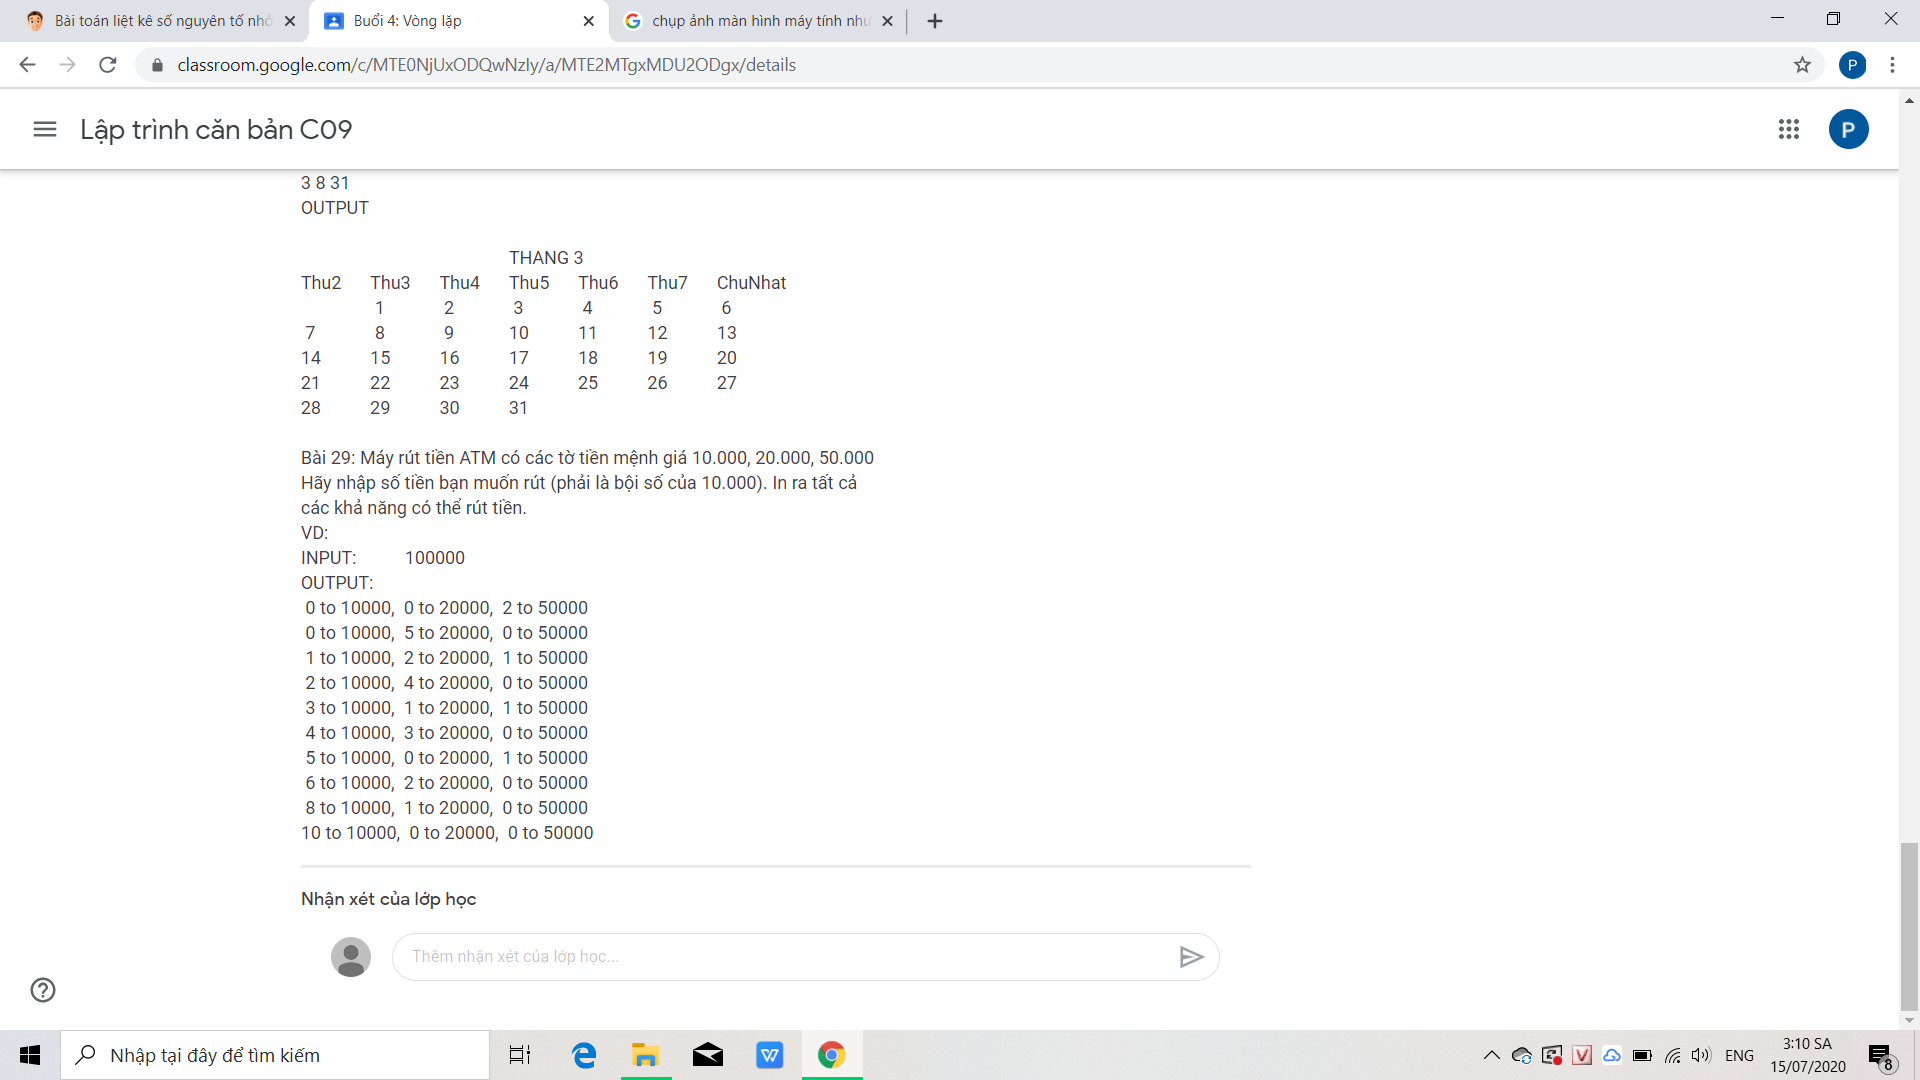 Bài toán liệt kê số nguyên tố nhỏ
Buổi 4: Vòng lặp
chụp ảnh màn hình máy tính như
classroom.google.com/c/MTE0NjUxODQwNzIy/a/MTE2MTgxMDU2ODgx/details
P
Lập trình căn bản C09
P
3 8 31
OUTPUT
THANG 3
Thu2 Thu3 Thu4 Thu5 Thu6 Thu7 ChuNhat
1 2 3 4 5 6
7 8 9 10 11 12 13
14 15 16 17 18 19 20
21 22 23 24 25 26 27
28 29 30 31
Bài 29: Máy rút tiền ATM có các tờ tiền mệnh giá 10.000, 20.000, 50.000
Hãy nhập số tiền bạn muốn rút (phải là bội số của 10.000). In ra tất cả
các khả năng có thể rút tiền.
VD:
INPUT: 100000
OUTPUT:
0 to 10000, 0 to 20000, 2 to 50000
0 to 10000, 5 to 20000, 0 to 50000
1 to 10000, 2 to 20000, 1 to 50000
2 to 10000, 4 to 20000, 0 to 50000
3 to 10000, 1 to 20000, 1 to 50000
4 to 10000, 3 to 20000, 0 to 50000
5 to 10000, 0 to 20000, 1 to 50000
6 to 10000, 2 to 20000, 0 to 50000
8 to 10000, 1 to 20000, 0 to 50000
10 to 10000, 0 to 20000, 0 to 50000
Nhận xét của lớp học
Thêm nhận xét của lớp học...
Nhập tại đây để tìm kiếm
ENG
3:10 SA
15/07/2020
8